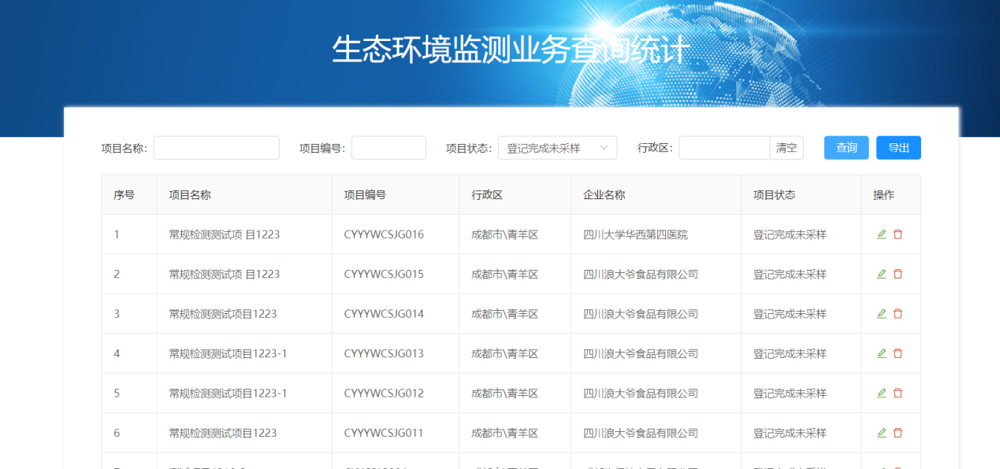 生态环境监测业务查询统计
项目名称： 项目编号： 项目状态： 登记完成未采样 行政区： 清空 查询 导出
序号 项目名称 项目编号 行政区 企业名称 项目状态 操作
1 常规检测测试项 目1223 CYYYWCSJG016 成都市\青羊区 四川大学华西第四医院 登记完成未采样
2 常规检测测试项 目1223 CYYYWCSJG015 成都市\青羊区 四川浪大爷食品有限公司 登记完成未采样
3 常规检测测试项目1223 CYYYWCSJG014 成都市\青羊区 四川浪大爷食品有限公司 登记完成未采样
4 常规检测测试项目1223-1 CYYYWCSJG013 成都市\青羊区 四川浪大爷食品有限公司 登记完成未采样
5 常规检测测试项目1223-1 CYYYWCSJG012 成都市\青羊区 四川浪大爷食品有限公司 登记完成未采样
6 常规检测测试项目1223 CYYYWCSJG011 成都市\青羊区 四川浪大爷食品有限公司 登记完成未采样